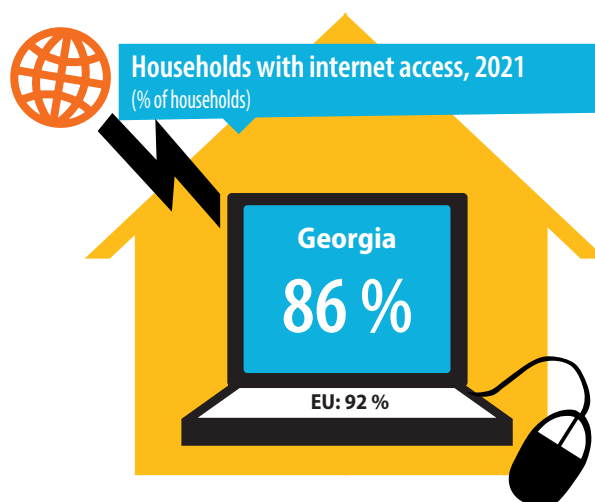 Households with internet access, 2021
(% of households)
Georgia
86 %
EU: 92 %